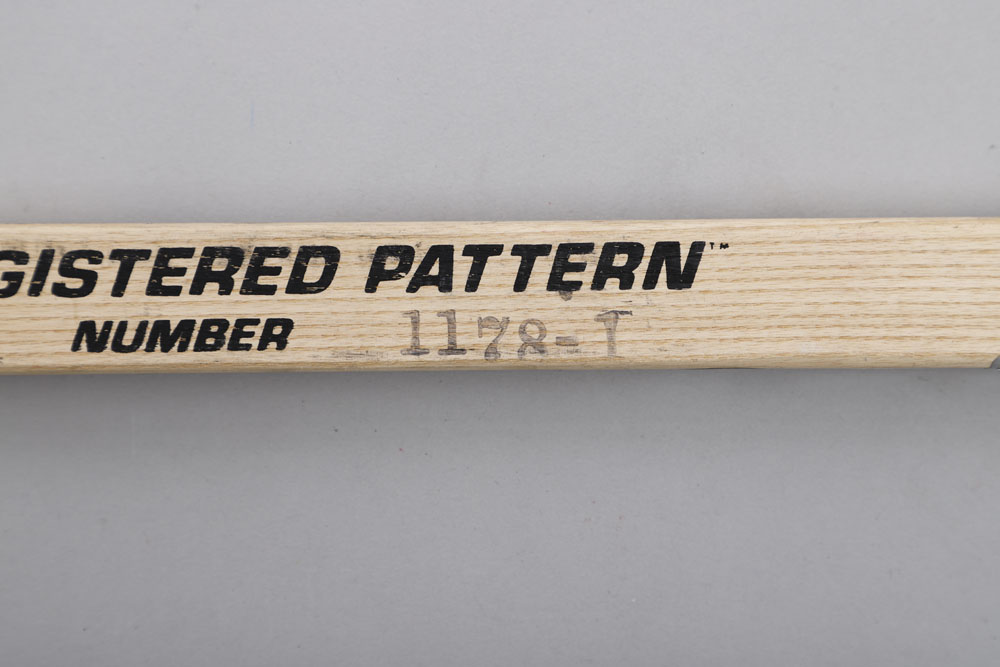 GISTERED PATTERN™
NUMBER 1178-T